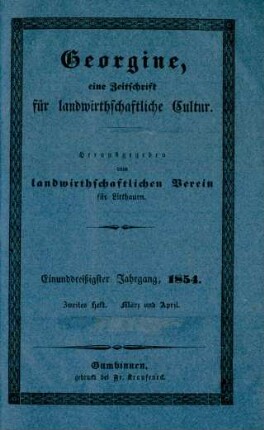 Georgine,
eine Zeitschrift
für landwirthschaftliche Cultur.
Herausgegeben
vom
landwirthschaftlichen Verein
für Litthauen.
Einunddreißigster Jahrgang, 1854.
Zweites Heft. März und April.
Gumbinnen,
gedruckt bei Fr. Krauseneck.